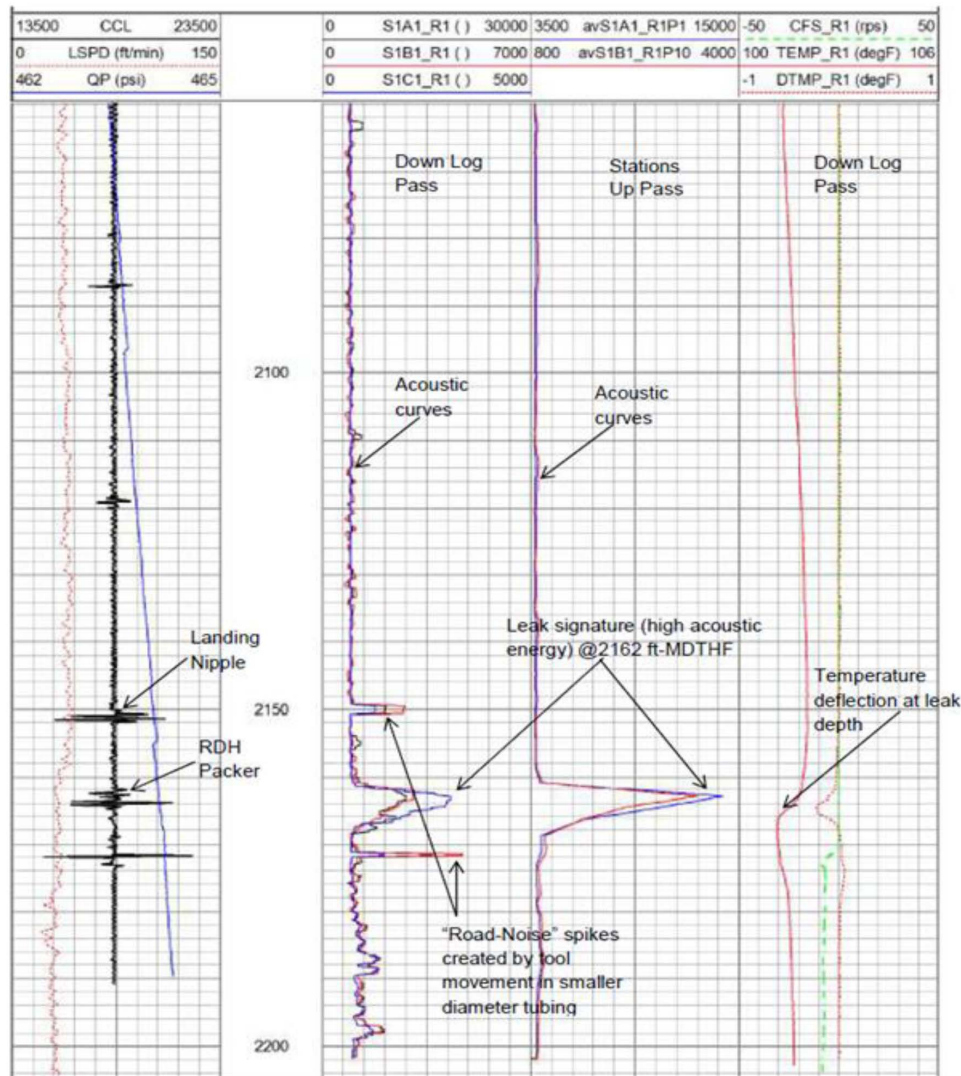 13500 CCL 23500
0 LSPD (ft/min) 150
462 QP (psi) 465
0 S1A1_R1 ( ) 30000
0 S1B1_R1 ( ) 7000
0 S1C1_R1 ( ) 5000
3500 avS1A1_R1P1 15000
800 avS1B1_R1P10 4000
-50 CFS_R1 (rps) 50
100 TEMP_R1 (degF) 106
-1 DTMP_R1 (degF) 1
Down Log
Pass
Stations
Up Pass
Down Log
Pass
2100
Acoustic
curves
Acoustic
curves
Landing
Nipple
Leak signature (high acoustic
energy) @2162 ft-MDTHF
Temperature
deflection at leak
depth
2150
RDH
Packer
"Road-Noise" spikes
created by tool
movement in smaller
diameter tubing
2200